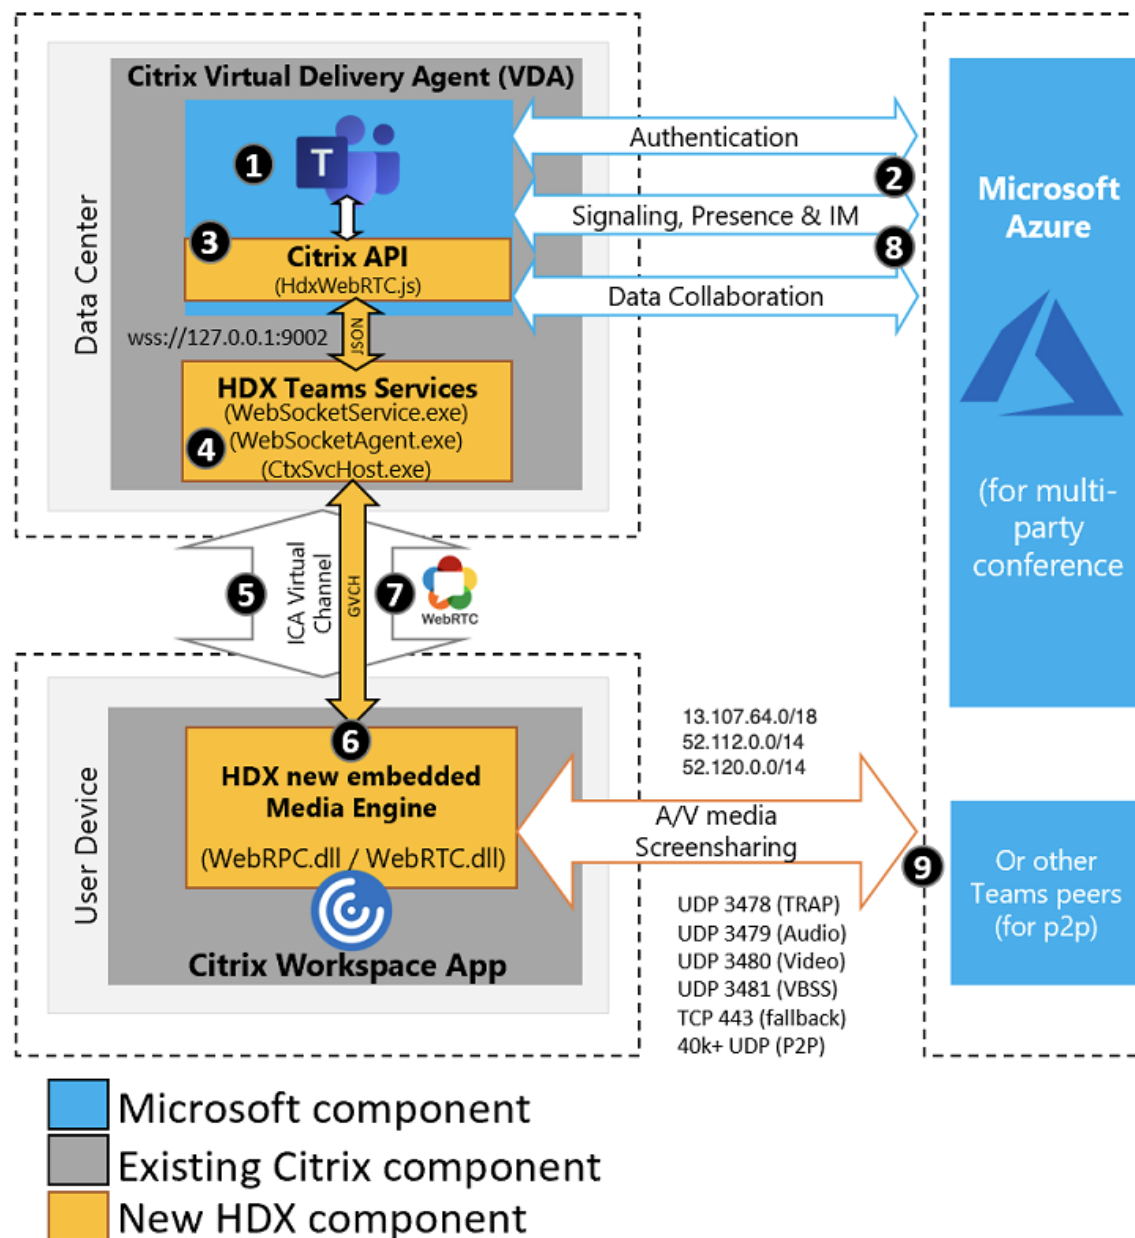 Citrix Virtual Delivery Agent (VDA)
Data Center
1
T
Authentication
2
Signaling, Presence & IM
8
Data Collaboration
3
Citrix API
(HdxWebRTC.js)
wss://127.0.0.1:9002
JSON
HDX Teams Services
(WebSocketService.exe)
4
(WebSocketAgent.exe)
(CtxSvcHost.exe)
Microsoft
Azure
(for multi-
party
conference
5
ICA Virtual
Channel
GVCH
7
WebRTC
User Device
6
HDX new embedded
Media Engine
(WebRPC.dll / WebRTC.dll)
Citrix Workspace App
13.107.64.0/18
52.112.0.0/14
52.120.0.0/14
A/V media
Screensharing
9
UDP 3478 (TRAP)
UDP 3479 (Audio)
UDP 3480 (Video)
UDP 3481 (VBSS)
TCP 443 (fallback)
40k+ UDP (P2P)
Or other
Teams peers
(for p2p)
Microsoft component
Existing Citrix component
New HDX component